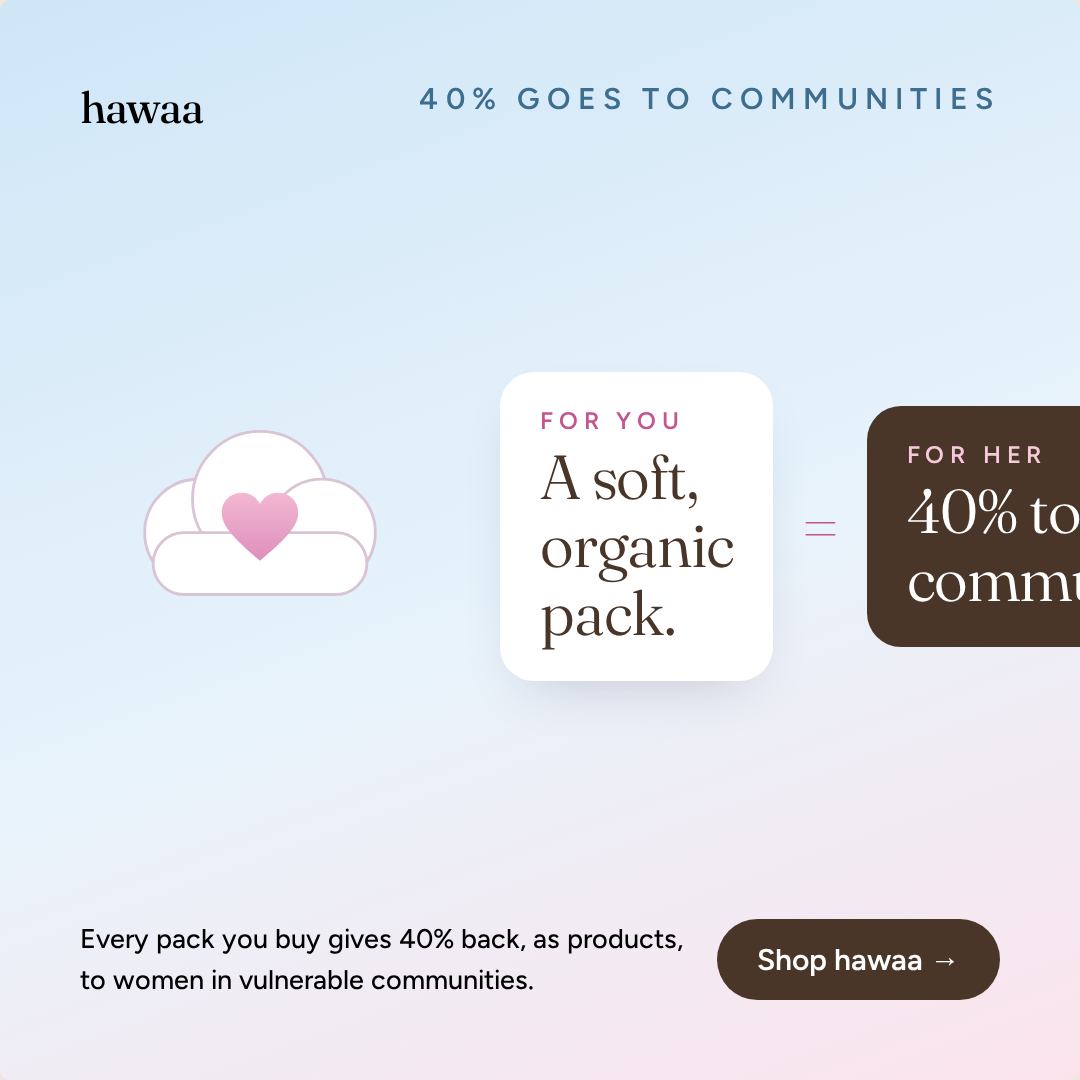 hawaa
40% GOES TO COMMUNITIES
FOR YOU
A soft,
organic
pack.
=
FOR HER
40% to
Every pack you buy gives 40% back, as products,
to women in vulnerable communities.
Shop hawaa →